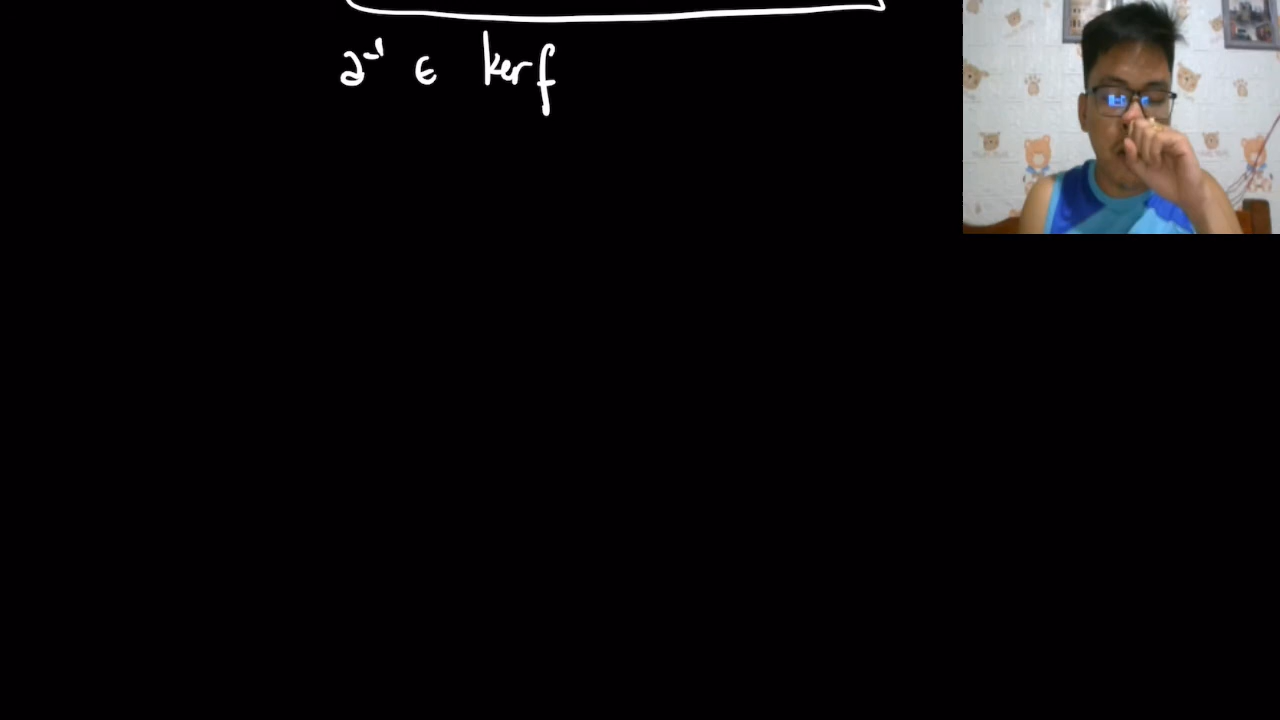 a⁻¹ ∈ ker f